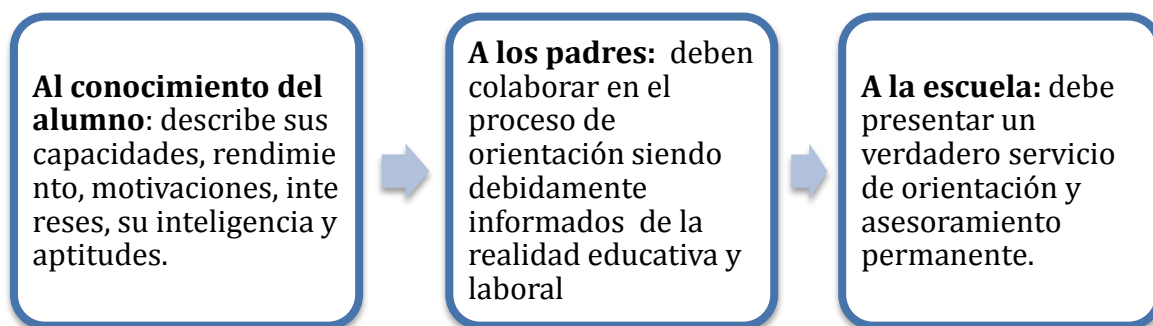 Al conocimiento del
alumno: describe sus
capacidades, rendimie
nto, motivaciones, inte
reses, su inteligencia y
aptitudes.
A los padres:  deben
colaborar en el
proceso de
orientación siendo
debidamente
informados  de la
realidad educativa y
laboral
A la escuela: debe
presentar un
verdadero servicio
de orientación y
asesoramiento
permanente.